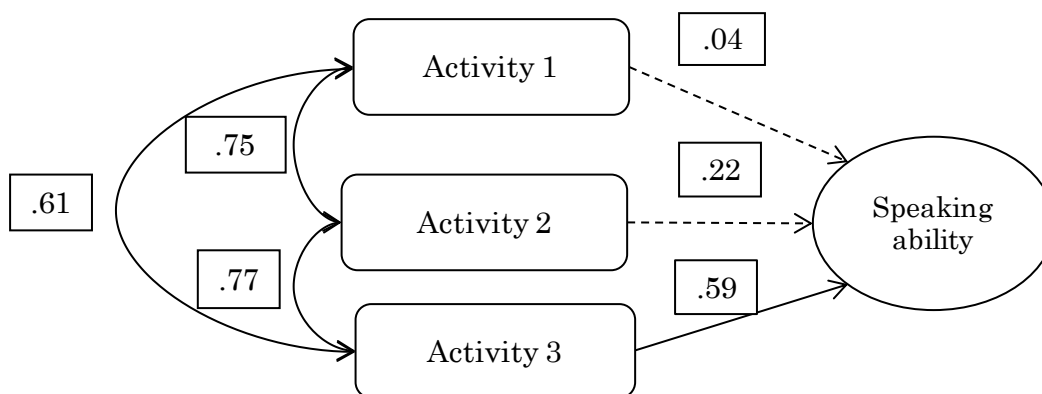 Activity 1
.04
.75
.22
.61
Activity 2
Speaking
ability
.77
.59
Activity 3